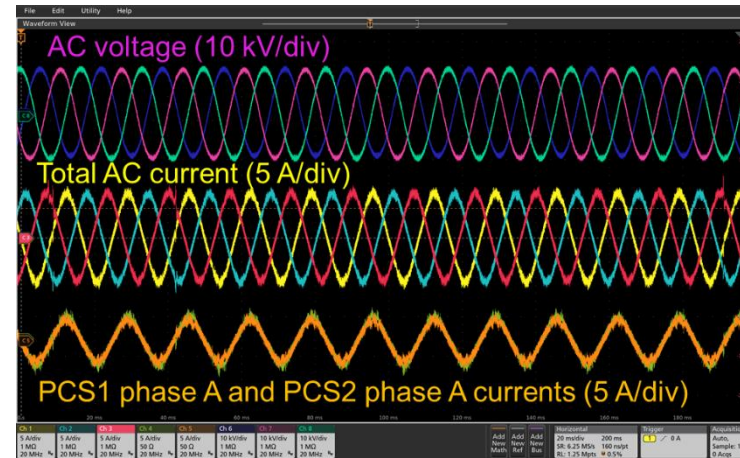 File Edit Utility Help
Waveform View
AC voltage (10 kV/div)
Total AC current (5 A/div)
PCS1 phase A and PCS2 phase A currents (5 A/div)
20 ms 40 ms 60 ms 80 ms 100 ms 120 ms 140 ms 160 ms 180 ms
Ch 1 Ch 2 Ch 3 Ch 4 Ch 5 Ch 6 Ch 7 Ch 8 Horizontal Trigger Acquisitio
5 A/div 5 A/div 5 A/div 5 A/div 5 A/div 10 kV/div 10 kV/div 10 kV/div Add Add Add 20 ms/div 200 ms 1 0 A Auto,
1 MΩ 1 MΩ 1 MΩ 50 Ω 50 Ω 1 MΩ 1 MΩ 1 MΩ New New New SR: 6.25 MS/s 160 ns/pt Sample: 1
20 MHz 20 MHz 20 MHz 20 MHz 20 MHz 20 MHz 20 MHz 20 MHz Math Ref Bus RL: 1.25 Mpts 0.5% 0 Acqs